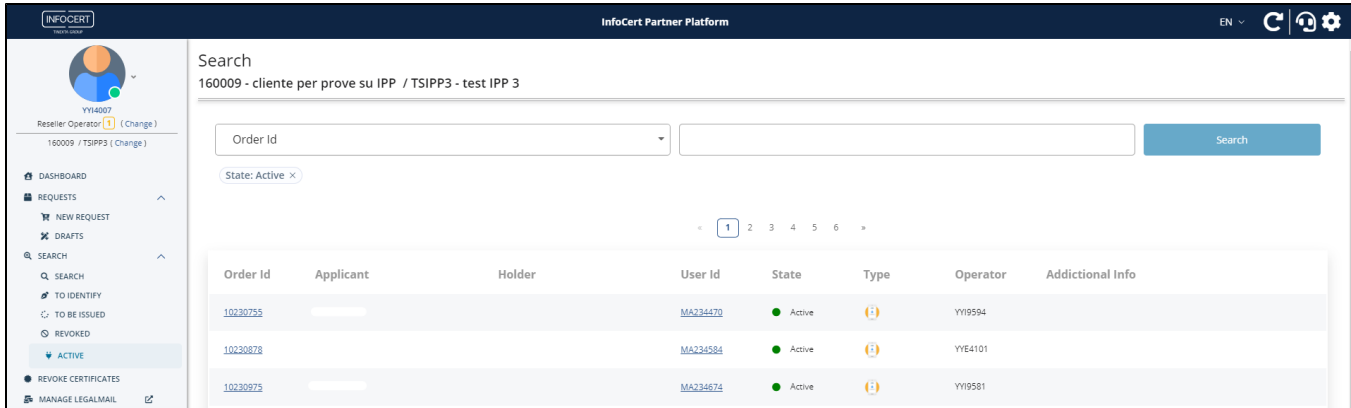 INFOCERT
TINEXTA GROUP
InfoCert Partner Platform
EN
YYI4007
Reseller Operator 1 (Change)
160009 / TSIPP3 (Change)
DASHBOARD
REQUESTS
NEW REQUEST
DRAFTS
SEARCH
SEARCH
TO IDENTIFY
TO BE ISSUED
REVOKED
ACTIVE
REVOKE CERTIFICATES
MANAGE LEGALMAIL
Search
160009 - cliente per prove su IPP / TSIPP3 - test IPP 3
Order Id Search
State: Active ×
« 1 2 3 4 5 6 »
Order Id Applicant Holder User Id State Type Operator Addictional Info
10230755 MA234470 Active YYI9594
10230878 MA234584 Active YYE4101
10230975 MA234674 Active YYI9581